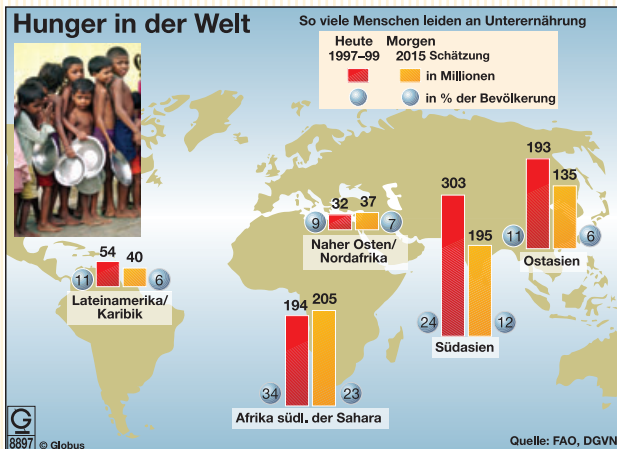 Hunger in der Welt
So viele Menschen leiden an Unterernährung
Heute Morgen
1997–99 2015 Schätzung
in Millionen
in % der Bevölkerung
54 40
11 6
Lateinamerika/
Karibik
32 37
9 7
Naher Osten/
Nordafrika
194 205
34 23
Afrika südl. der Sahara
303
195
24 12
Südasien
193
135
11 6
Ostasien
G
8897 © Globus
Quelle: FAO, DGVN